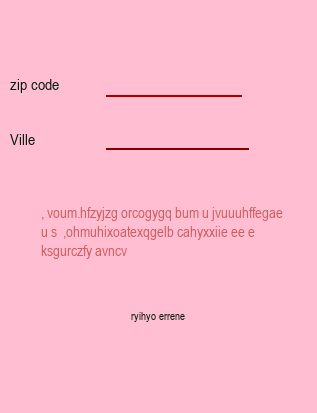 zip code
Ville
, voum.hfzyjzg orcogygq bum u jvuuuhffegae
u s  ,ohmuhixoatexqgelb cahyxxiie ee e
ksgurczfy avncv
ryihyo errene